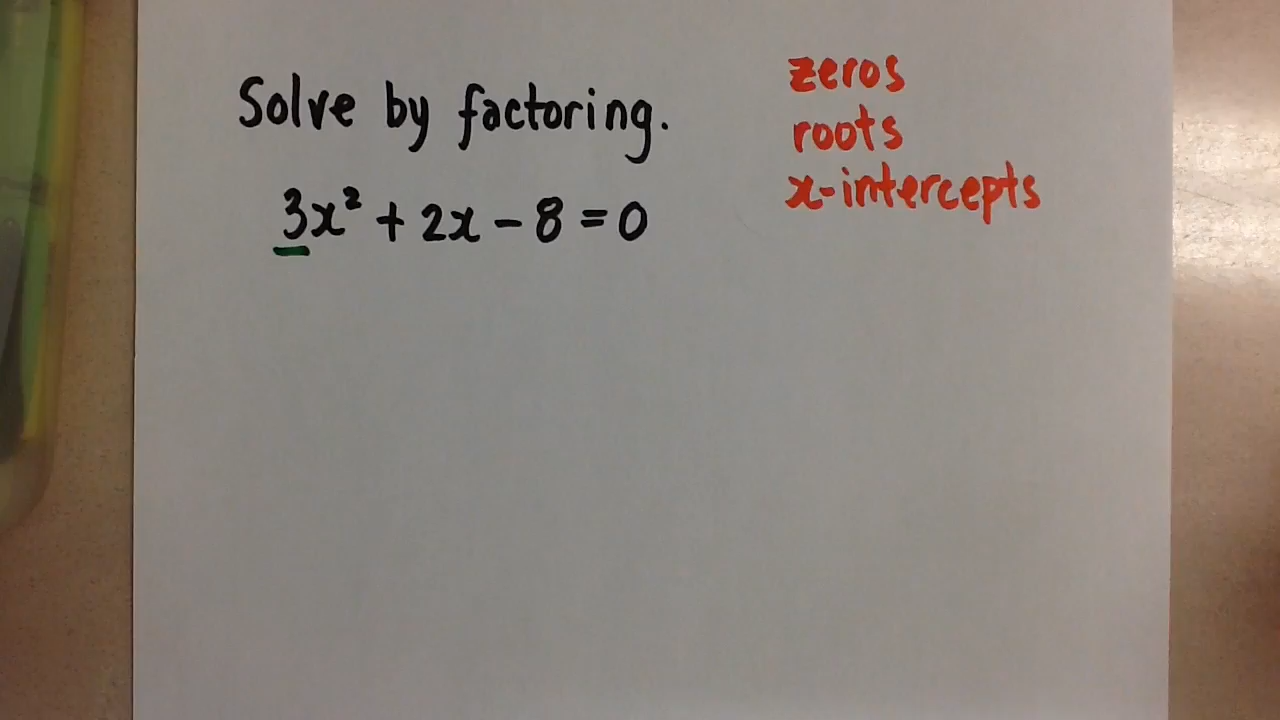 Solve by factoring.
3x² + 2x - 8 = 0
zeros
roots
x-intercepts